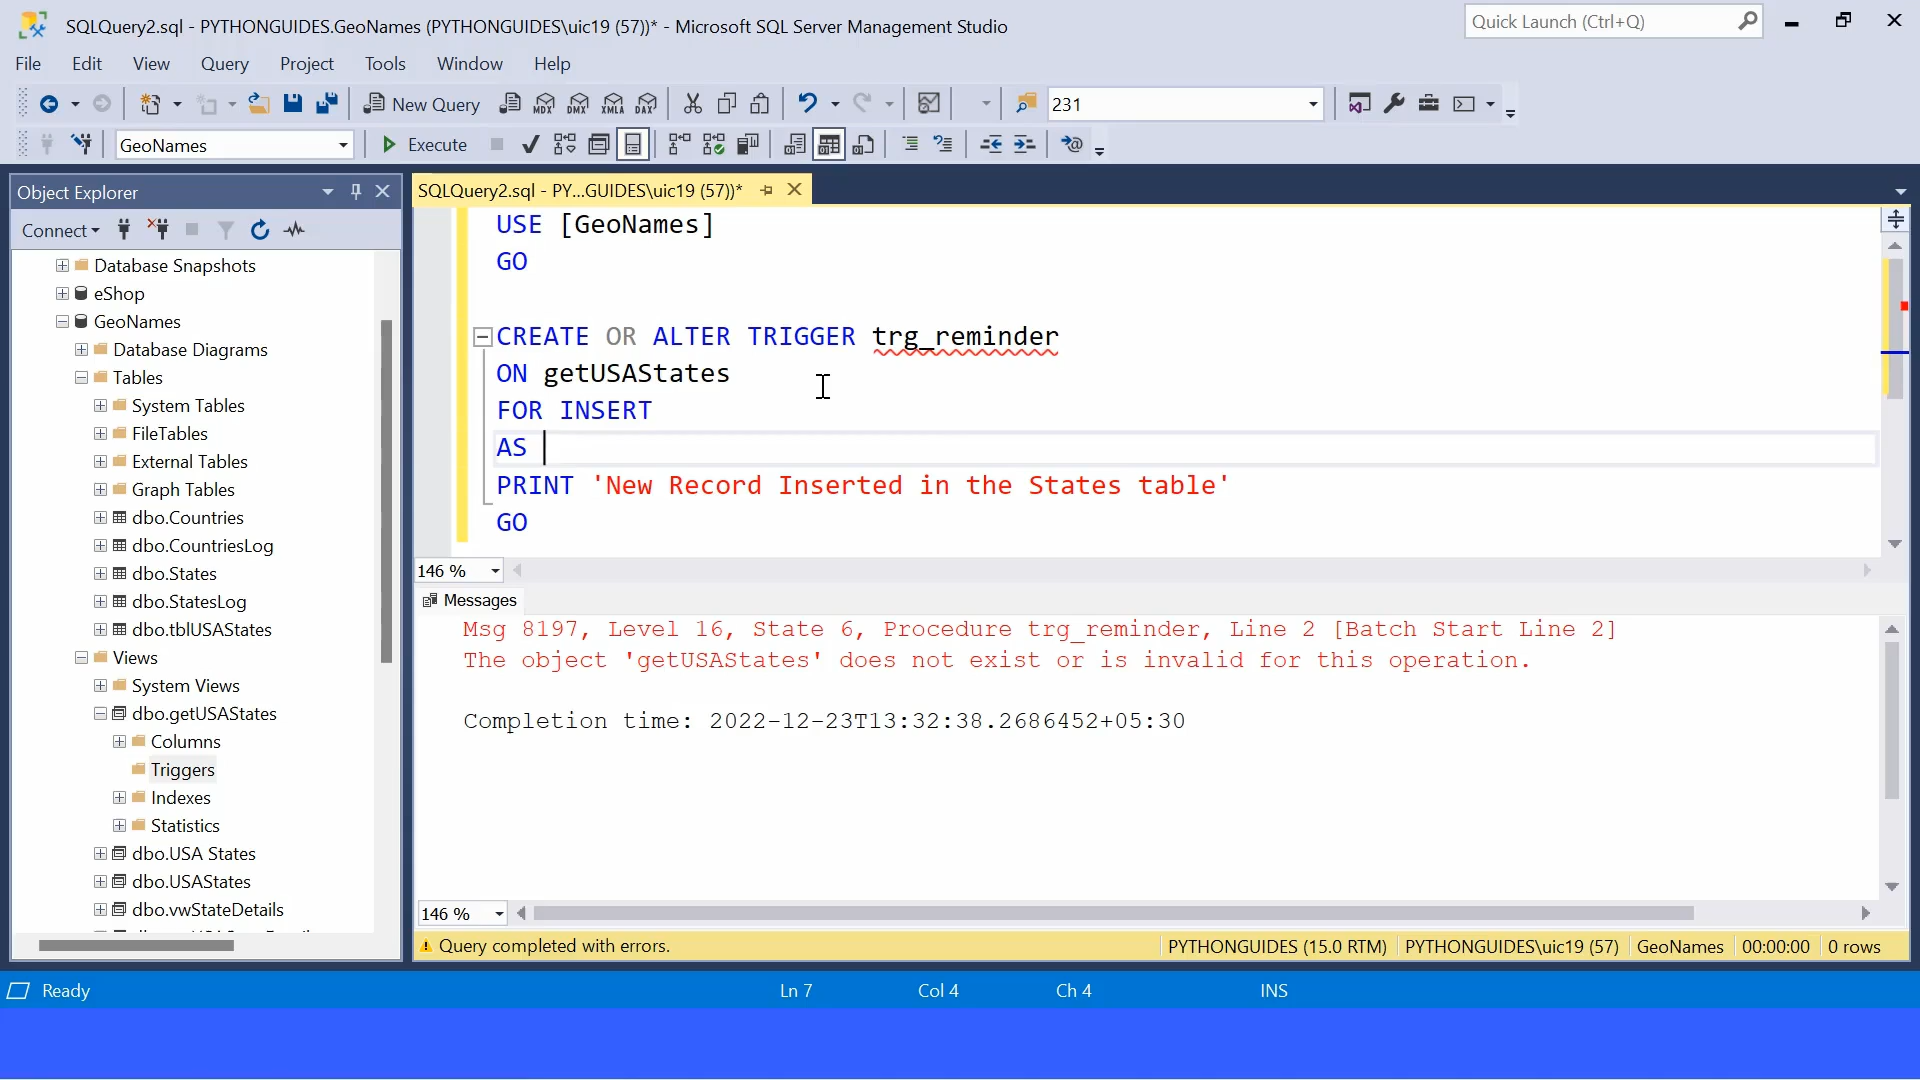 SQLQuery2.sql - PYTHONGUIDES.GeoNames (PYTHONGUIDES\uic19 (57))* - Microsoft SQL Server Management Studio
Quick Launch (Ctrl+Q)
File Edit View Query Project Tools Window Help
New Query MDX DMX XMLA DAX 231
GeoNames Execute
Object Explorer
SQLQuery2.sql - PY...GUIDES\uic19 (57))*
Connect
Database Snapshots
eShop
GeoNames
Database Diagrams
Tables
System Tables
FileTables
External Tables
Graph Tables
dbo.Countries
dbo.CountriesLog
dbo.States
dbo.StatesLog
dbo.tblUSAStates
Views
System Views
dbo.getUSAStates
Columns
Triggers
Indexes
Statistics
dbo.USA States
dbo.USAStates
dbo.vwStateDetails
USE [GeoNames]
GO
CREATE OR ALTER TRIGGER trg_reminder
ON getUSAStates
FOR INSERT
AS
PRINT 'New Record Inserted in the States table'
GO
146 %
Messages
Msg 8197, Level 16, State 6, Procedure trg_reminder, Line 2 [Batch Start Line 2]
The object 'getUSAStates' does not exist or is invalid for this operation.
Completion time: 2022-12-23T13:32:38.2686452+05:30
146 %
Query completed with errors. PYTHONGUIDES (15.0 RTM) PYTHONGUIDES\uic19 (57) GeoNames 00:00:00 0 rows
Ready Ln 7 Col 4 Ch 4 INS